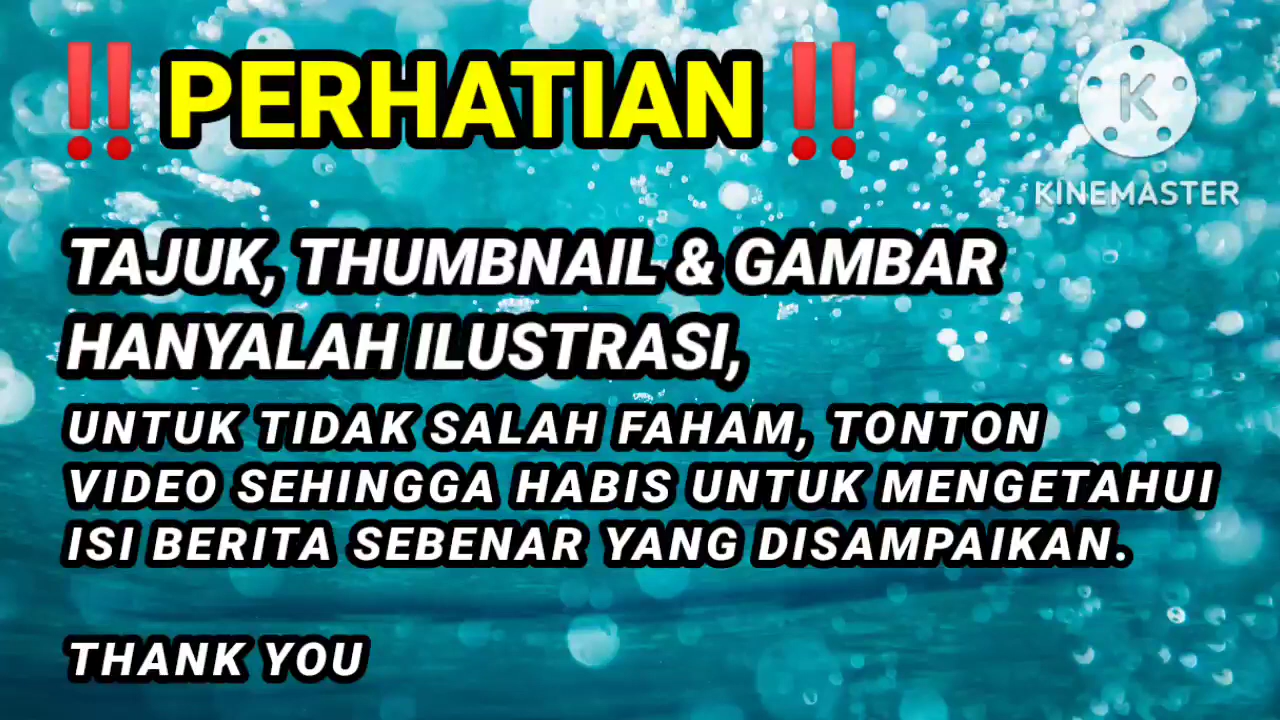 ‼PERHATIAN‼
K
KINEMASTER
TAJUK, THUMBNAIL & GAMBAR
HANYALAH ILUSTRASI,
UNTUK TIDAK SALAH FAHAM, TONTON
VIDEO SEHINGGA HABIS UNTUK MENGETAHUI
ISI BERITA SEBENAR YANG DISAMPAIKAN.
THANK YOU